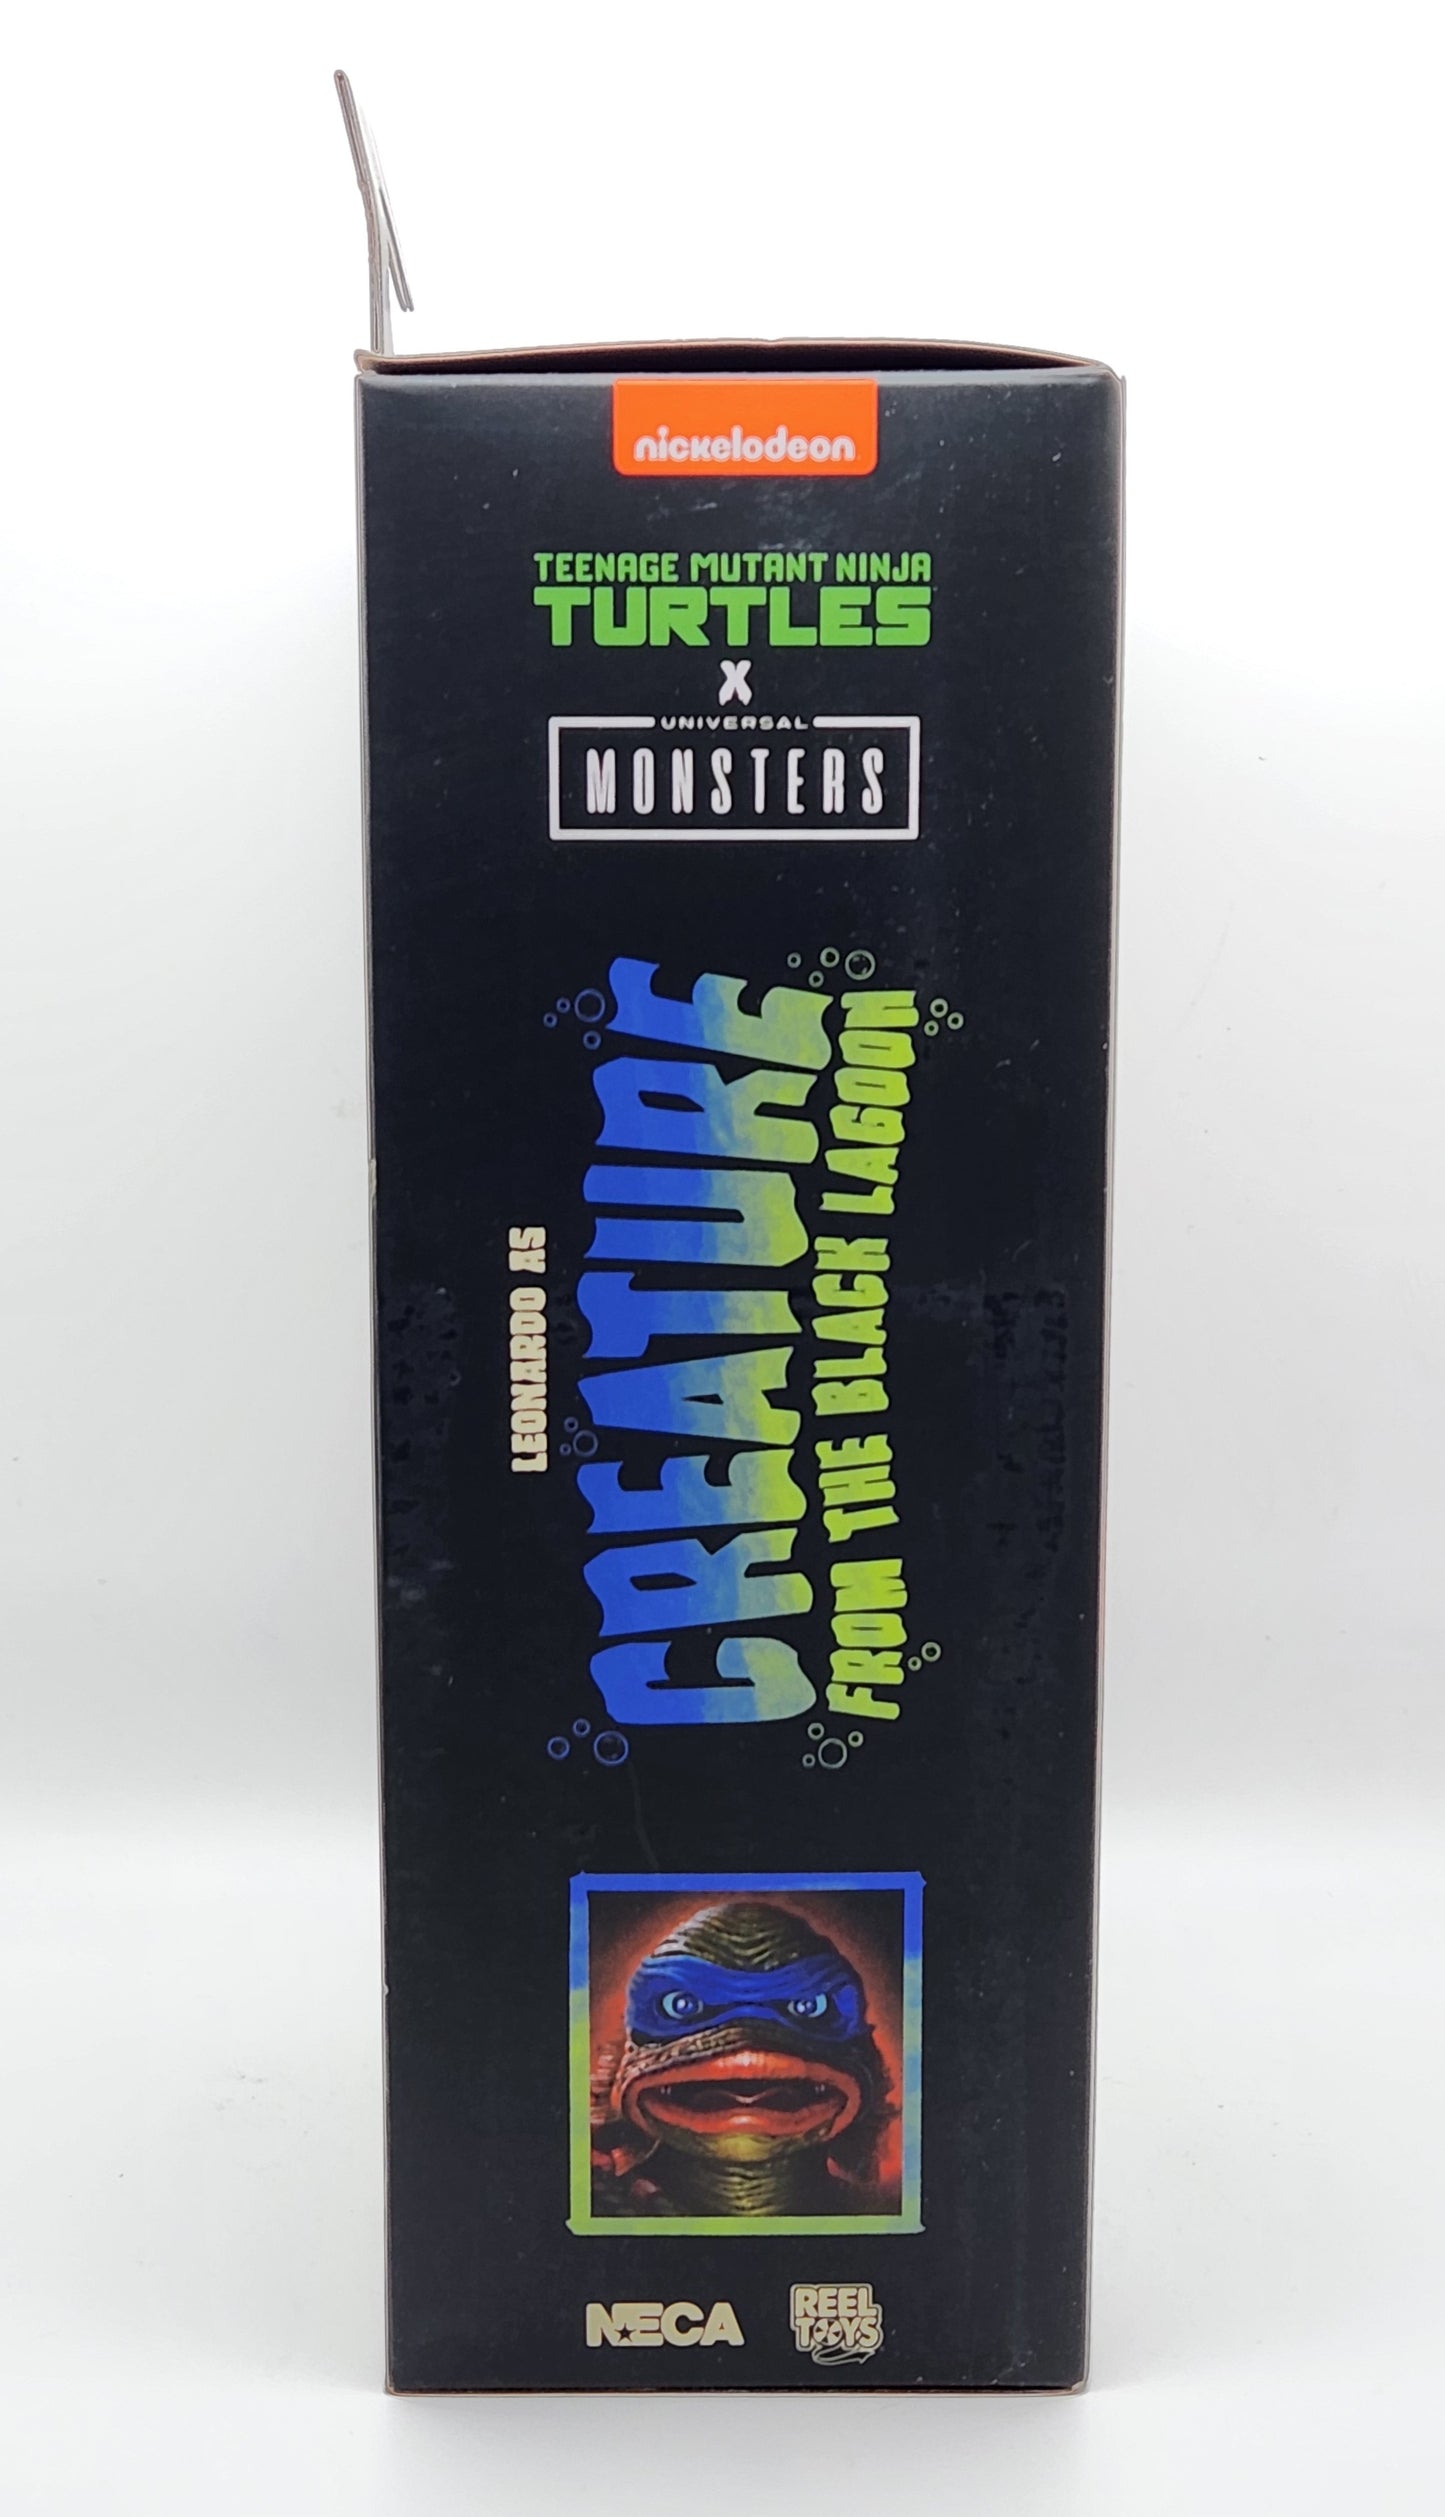 nickelodeon
TEENAGE MUTANT NINJA
TURTLES
X
UNIVERSAL
MONSTERS
LEONARDO AS
CREATURE
FROM THE BLACK LAGOON
NECA
REEL
TOYS